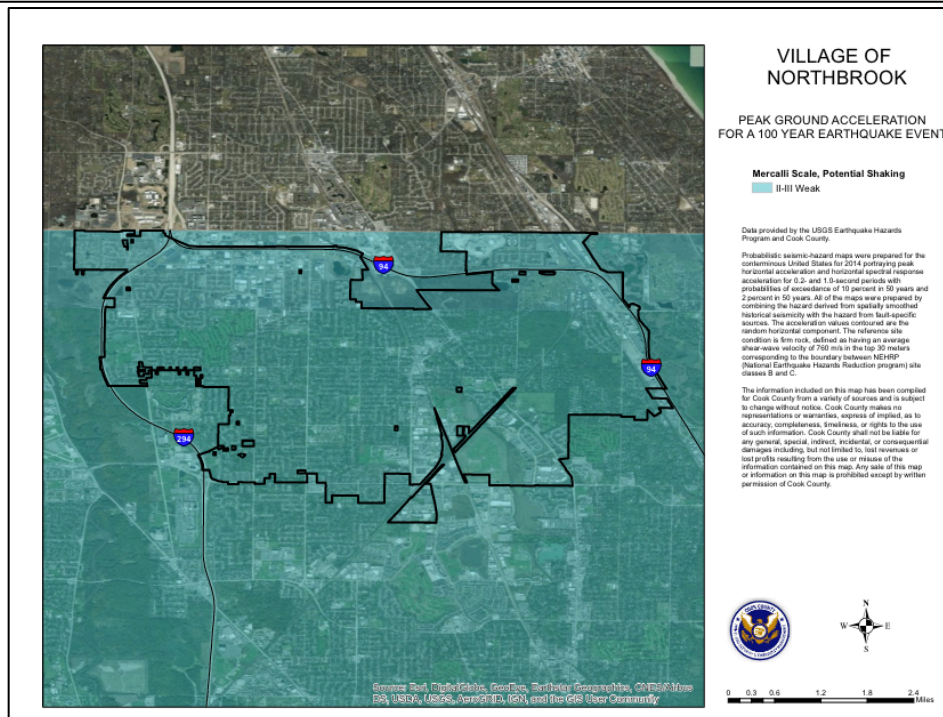 VILLAGE OF
NORTHBROOK
PEAK GROUND ACCELERATION
FOR A 100 YEAR EARTHQUAKE EVENT
Mercalli Scale, Potential Shaking
II-III Weak
Data provided by the USGS Earthquake Hazards
Program and Cook County.
Probabilistic seismic-hazard maps were prepared for the
conterminous United States for 2014 portraying peak
horizontal acceleration and horizontal spectral response
acceleration for 0.2- and 1.0-second periods with
probabilities of exceedance of 10 percent in 50 years and
2 percent in 50 years. All of the maps were prepared by
combining the hazard derived from spatially smoothed
historical seismicity with the hazard from fault-specific
sources. The acceleration values contoured are the
random horizontal component. The reference site
condition is firm rock, defined as having an average
shear-wave velocity of 760 m/s in the top 30 meters
corresponding to the boundary between NEHRP
(National Earthquake Hazards Reduction program) site
classes B and C.
The information included on this map has been compiled
for Cook County from a variety of sources and is subject
to change without notice. Cook County makes no
representations or warranties, express of implied, as to
accuracy, completeness, timeliness, or rights to the use
of such information. Cook County shall not be liable for
any general, special, indirect, incidental, or consequential
damages including, but not limited to, lost revenues or
lost profits resulting from the use or misuse of the
information contained on this map. Any sale of this map
or information on this map is prohibited except by written
permission of Cook County.
94
94
294
N
W E
S
0 0.3 0.6 1.2 1.8 2.4
Miles
Source: Esri, DigitalGlobe, GeoEye, Earthstar Geographics, CNES/Airbus
DS, USDA, USGS, AeroGRID, IGN, and the GIS User Community